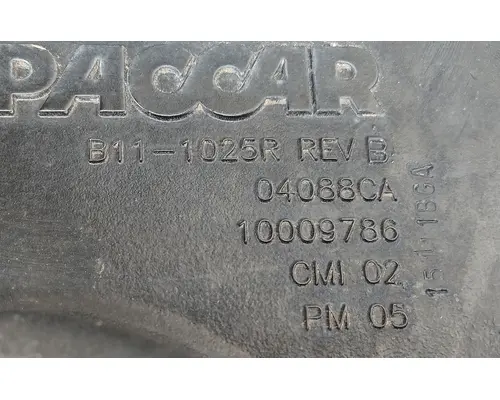 PACCAR
B11-1025R REV B
04088CA
10009786
CMI 02
PM 05